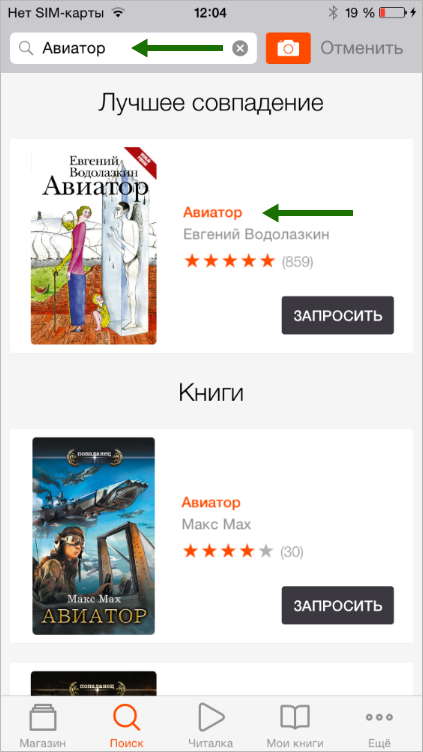 Нет SIM-карты 12:04 19 %
Авиатор Отменить
Лучшее совпадение
Евгений
Водолазкин
Авиатор
Авиатор
Евгений Водолазкин
(859)
ЗАПРОСИТЬ
Книги
попаданец
Макс Мах
АВИАТОР
Авиатор
Макс Мах
(30)
ЗАПРОСИТЬ
попаданец
Магазин Поиск Читалка Мои книги Ещё